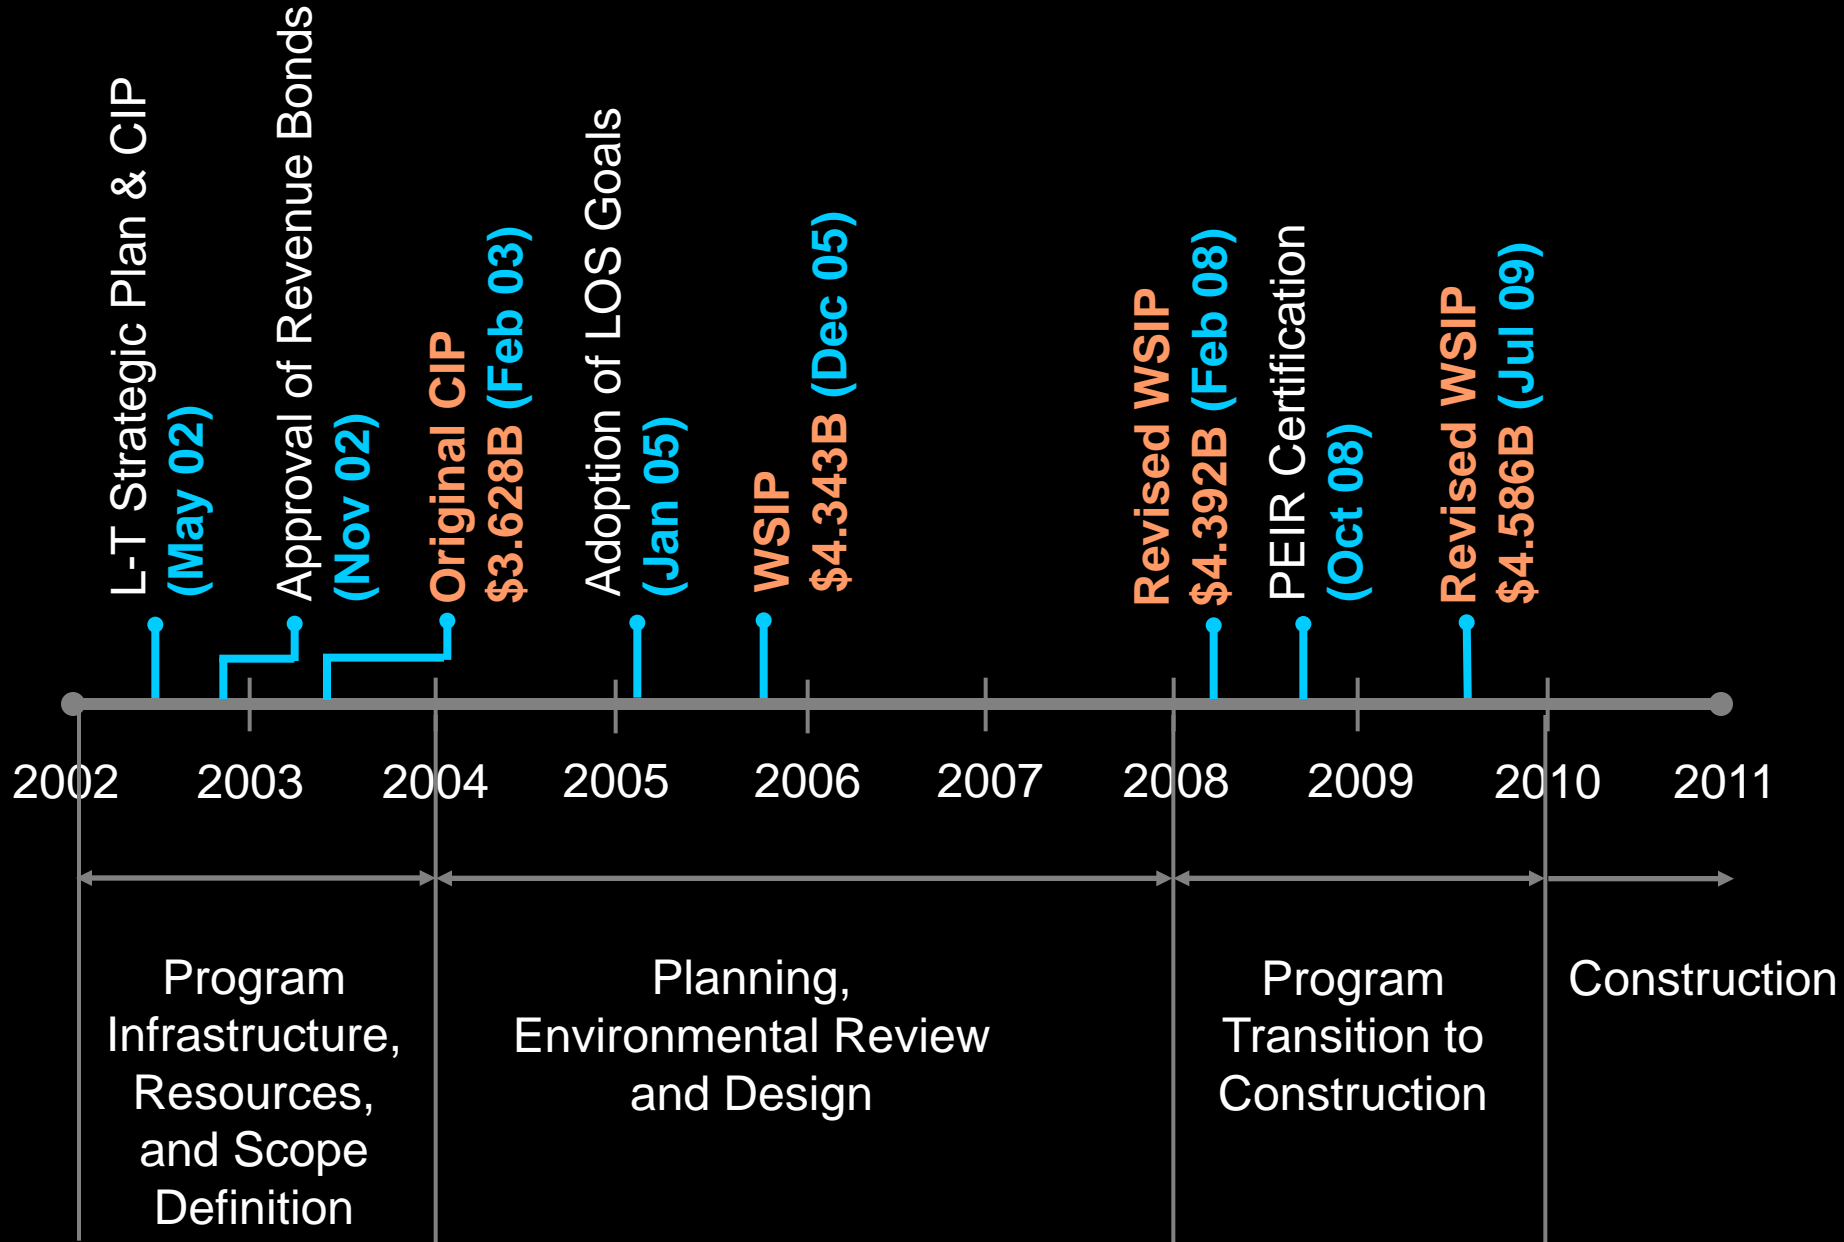 L-T Strategic Plan & CIP
(May 02)
Approval of Revenue Bonds
(Nov 02)
Original CIP
$3.628B (Feb 03)
Adoption of LOS Goals
(Jan 05)
WSIP
$4.343B (Dec 05)
Revised WSIP
$4.392B (Feb 08)
PEIR Certification
(Oct 08)
Revised WSIP
$4.586B (Jul 09)
2002 2003 2004 2005 2006 2007 2008 2009 2010 2011
Program
Infrastructure,
Resources,
and Scope
Definition
Planning,
Environmental Review
and Design
Program
Transition to
Construction
Construction